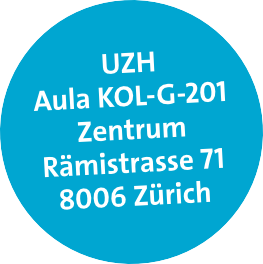 UZH
Aula KOL-G-201
Zentrum
Rämistrasse 71
8006 Zürich